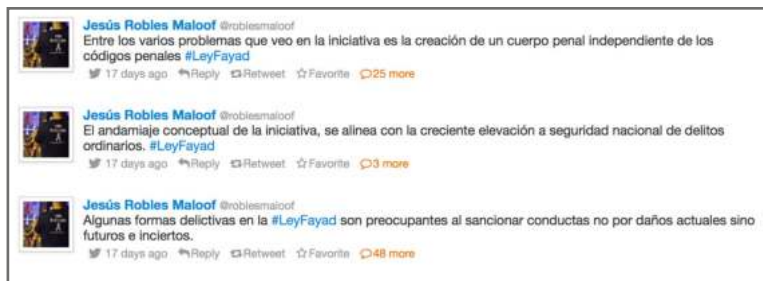 Jesús Robles Maloof @roblesmaloof
Entre los varios problemas que veo en la iniciativa es la creación de un cuerpo penal independiente de los
códigos penales #LeyFayad
17 days ago Reply Retweet Favorite 25 more
Jesús Robles Maloof @roblesmaloof
El andamiaje conceptual de la iniciativa, se alinea con la creciente elevación a seguridad nacional de delitos
ordinarios. #LeyFayad
17 days ago Reply Retweet Favorite 3 more
Jesús Robles Maloof @roblesmaloof
Algunas formas delictivas en la #LeyFayad son preocupantes al sancionar conductas no por daños actuales sino
futuros e inciertos.
17 days ago Reply Retweet Favorite 48 more